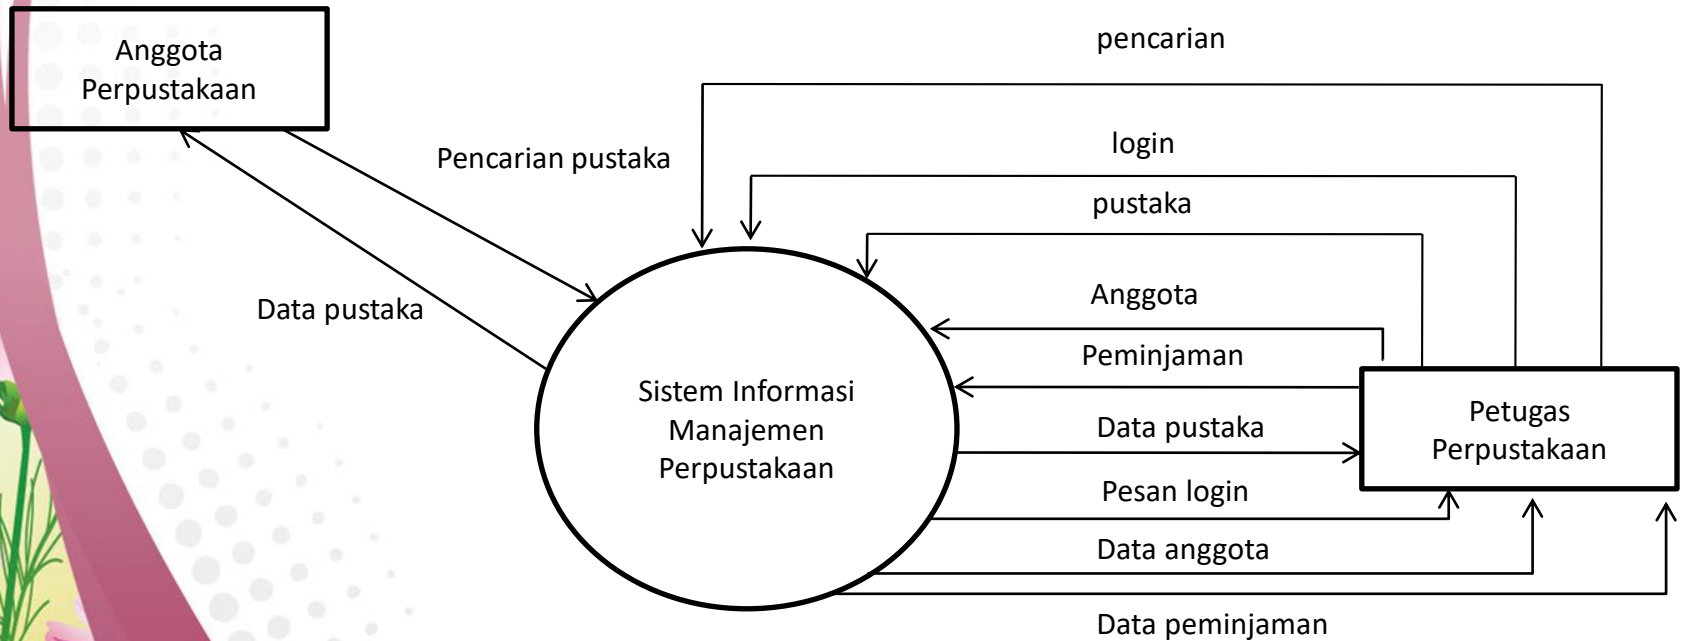 Anggota
Perpustakaan
pencarian
login
Pencarian pustaka
pustaka
Anggota
Data pustaka
Peminjaman
Sistem Informasi
Manajemen
Perpustakaan
Data pustaka
Petugas
Perpustakaan
Pesan login
Data anggota
Data peminjaman